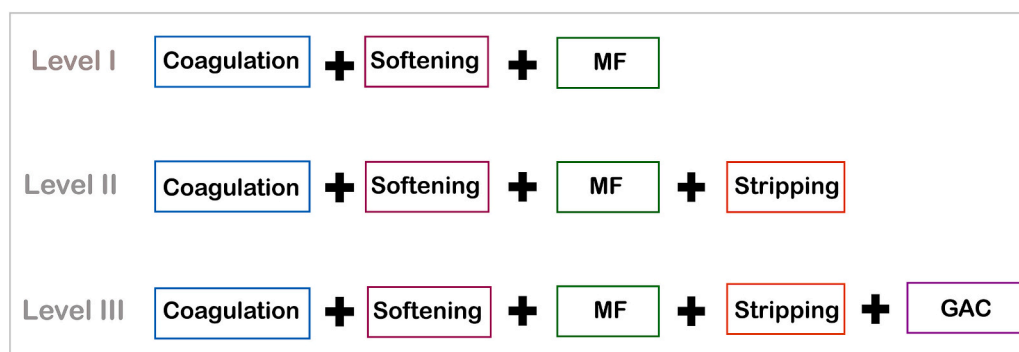 Level I Coagulation + Softening + MF
Level II Coagulation + Softening + MF + Stripping
Level III Coagulation + Softening + MF + Stripping + GAC